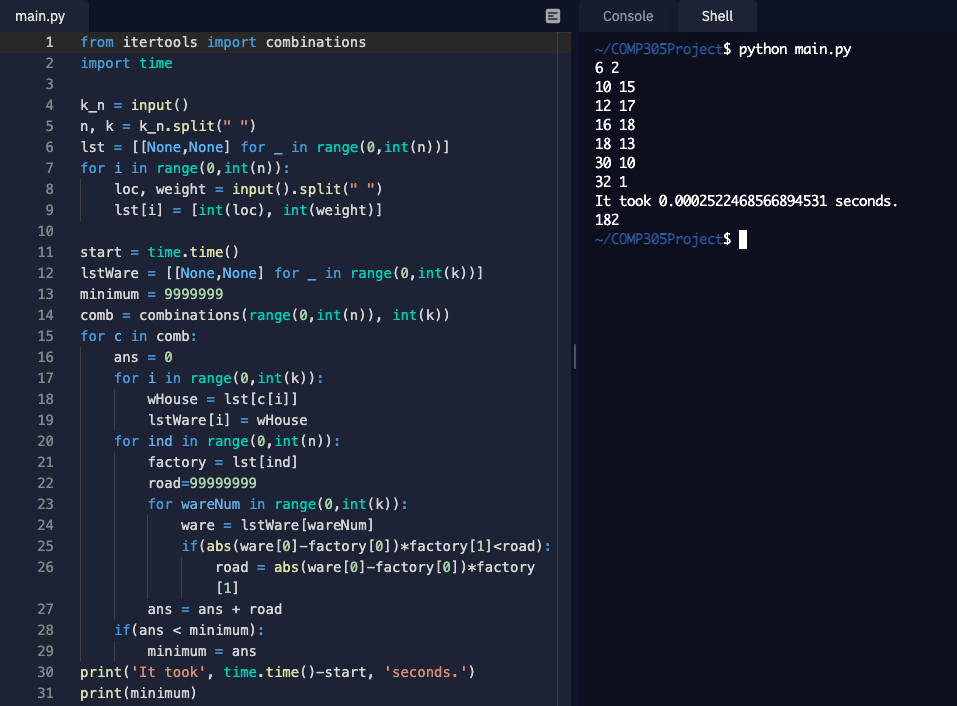 main.py
1 from itertools import combinations
2 import time
3
4 k_n = input()
5 n, k = k_n.split(" ")
6 lst = [[None,None] for _ in range(0,int(n))]
7 for i in range(0,int(n)):
8     loc, weight = input().split(" ")
9     lst[i] = [int(loc), int(weight)]
10
11 start = time.time()
12 lstWare = [[None,None] for _ in range(0,int(k))]
13 minimum = 9999999
14 comb = combinations(range(0,int(n)), int(k))
15 for c in comb:
16     ans = 0
17     for i in range(0,int(k)):
18         wHouse = lst[c[i]]
19         lstWare[i] = wHouse
20     for ind in range(0,int(n)):
21         factory = lst[ind]
22         road=99999999
23         for wareNum in range(0,int(k)):
24             ware = lstWare[wareNum]
25             if(abs(ware[0]-factory[0])*factory[1]<road):
26                 road = abs(ware[0]-factory[0])*factory
[1]
27         ans = ans + road
28     if(ans < minimum):
29         minimum = ans
30 print('It took', time.time()-start, 'seconds.')
31 print(minimum)
Console Shell
~/COMP305Project$ python main.py
6 2
10 15
12 17
16 18
18 13
30 10
32 1
It took 0.0002522468566894531 seconds.
182
~/COMP305Project$